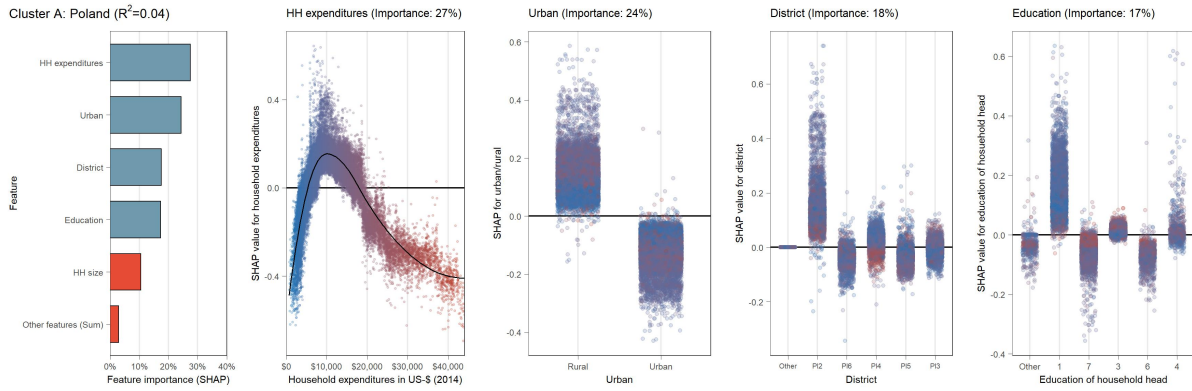 Cluster A: Poland (R²=0.04)
Feature
HH expenditures
Urban
District
Education
HH size
Other features (Sum)
0% 10% 20% 30% 40%
Feature importance (SHAP)
HH expenditures (Importance: 27%)
SHAP value for household expenditures
0.4
0.0
-0.4
$0 $10,000 $20,000 $30,000 $40,000
Household expenditures in US-$ (2014)
Urban (Importance: 24%)
SHAP for urban/rural
0.6
0.4
0.2
0.0
-0.2
-0.4
Rural Urban
Urban
District (Importance: 18%)
SHAP value for district
0.6
0.4
0.2
0.0
-0.2
Other Pl2 Pl6 Pl4 Pl5 Pl3
District
Education (Importance: 17%)
SHAP value for education of hosuehold head
0.6
0.4
0.2
0.0
-0.2
-0.4
Other 1 7 3 6 4
Education of household head